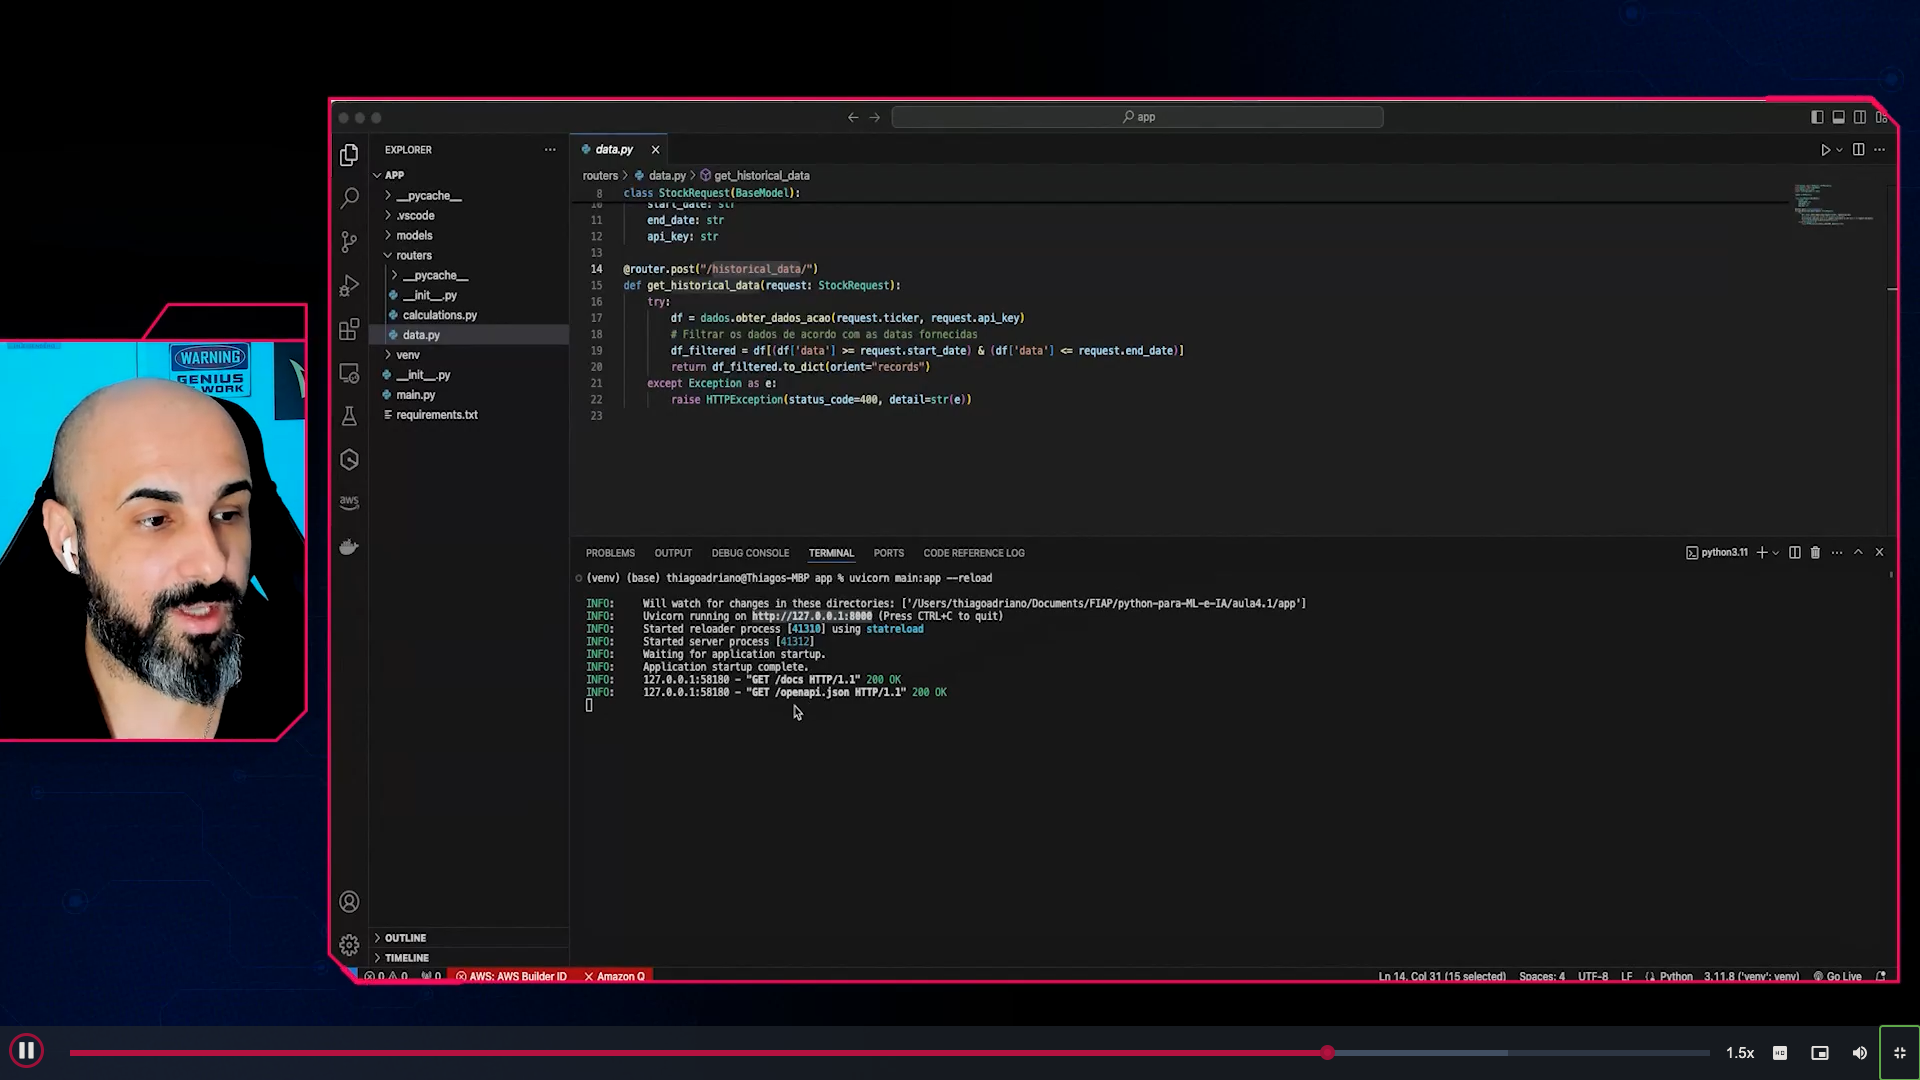 WARNING
GENIUS
WORK
app
EXPLORER
APP
__pycache__
.vscode
models
routers
__pycache__
__init__.py
calculations.py
data.py
venv
__init__.py
main.py
requirements.txt
OUTLINE
TIMELINE
aws
data.py
routers > data.py > get_historical_data
8 class StockRequest(BaseModel):
10 start_date: str
11 end_date: str
12 api_key: str
13
14 @router.post("/historical_data/")
15 def get_historical_data(request: StockRequest):
16 try:
17 df = dados.obter_dados_acao(request.ticker, request.api_key)
18 # Filtrar os dados de acordo com as datas fornecidas
19 df_filtered = df[(df['data'] >= request.start_date) & (df['data'] <= request.end_date)]
20 return df_filtered.to_dict(orient="records")
21 except Exception as e:
22 raise HTTPException(status_code=400, detail=str(e))
23
PROBLEMS OUTPUT DEBUG CONSOLE TERMINAL PORTS CODE REFERENCE LOG python3.11
(venv) (base) thiagoadriano@Thiagos-MBP app % uvicorn main:app --reload
INFO: Will watch for changes in these directories: ['/Users/thiagoadriano/Documents/FIAP/python-para-ML-e-IA/aula4.1/app']
INFO: Uvicorn running on http://127.0.0.1:8000 (Press CTRL+C to quit)
INFO: Started reloader process [41310] using statreload
INFO: Started server process [41312]
INFO: Waiting for application startup.
INFO: Application startup complete.
INFO: 127.0.0.1:58180 - "GET /docs HTTP/1.1" 200 OK
INFO: 127.0.0.1:58180 - "GET /openapi.json HTTP/1.1" 200 OK
0 0 0 AWS: AWS Builder ID Amazon Q Ln 14, Col 31 (15 selected) Spaces: 4 UTF-8 LF Python 3.11.8 ('venv': venv) Go Live
1.5x HD